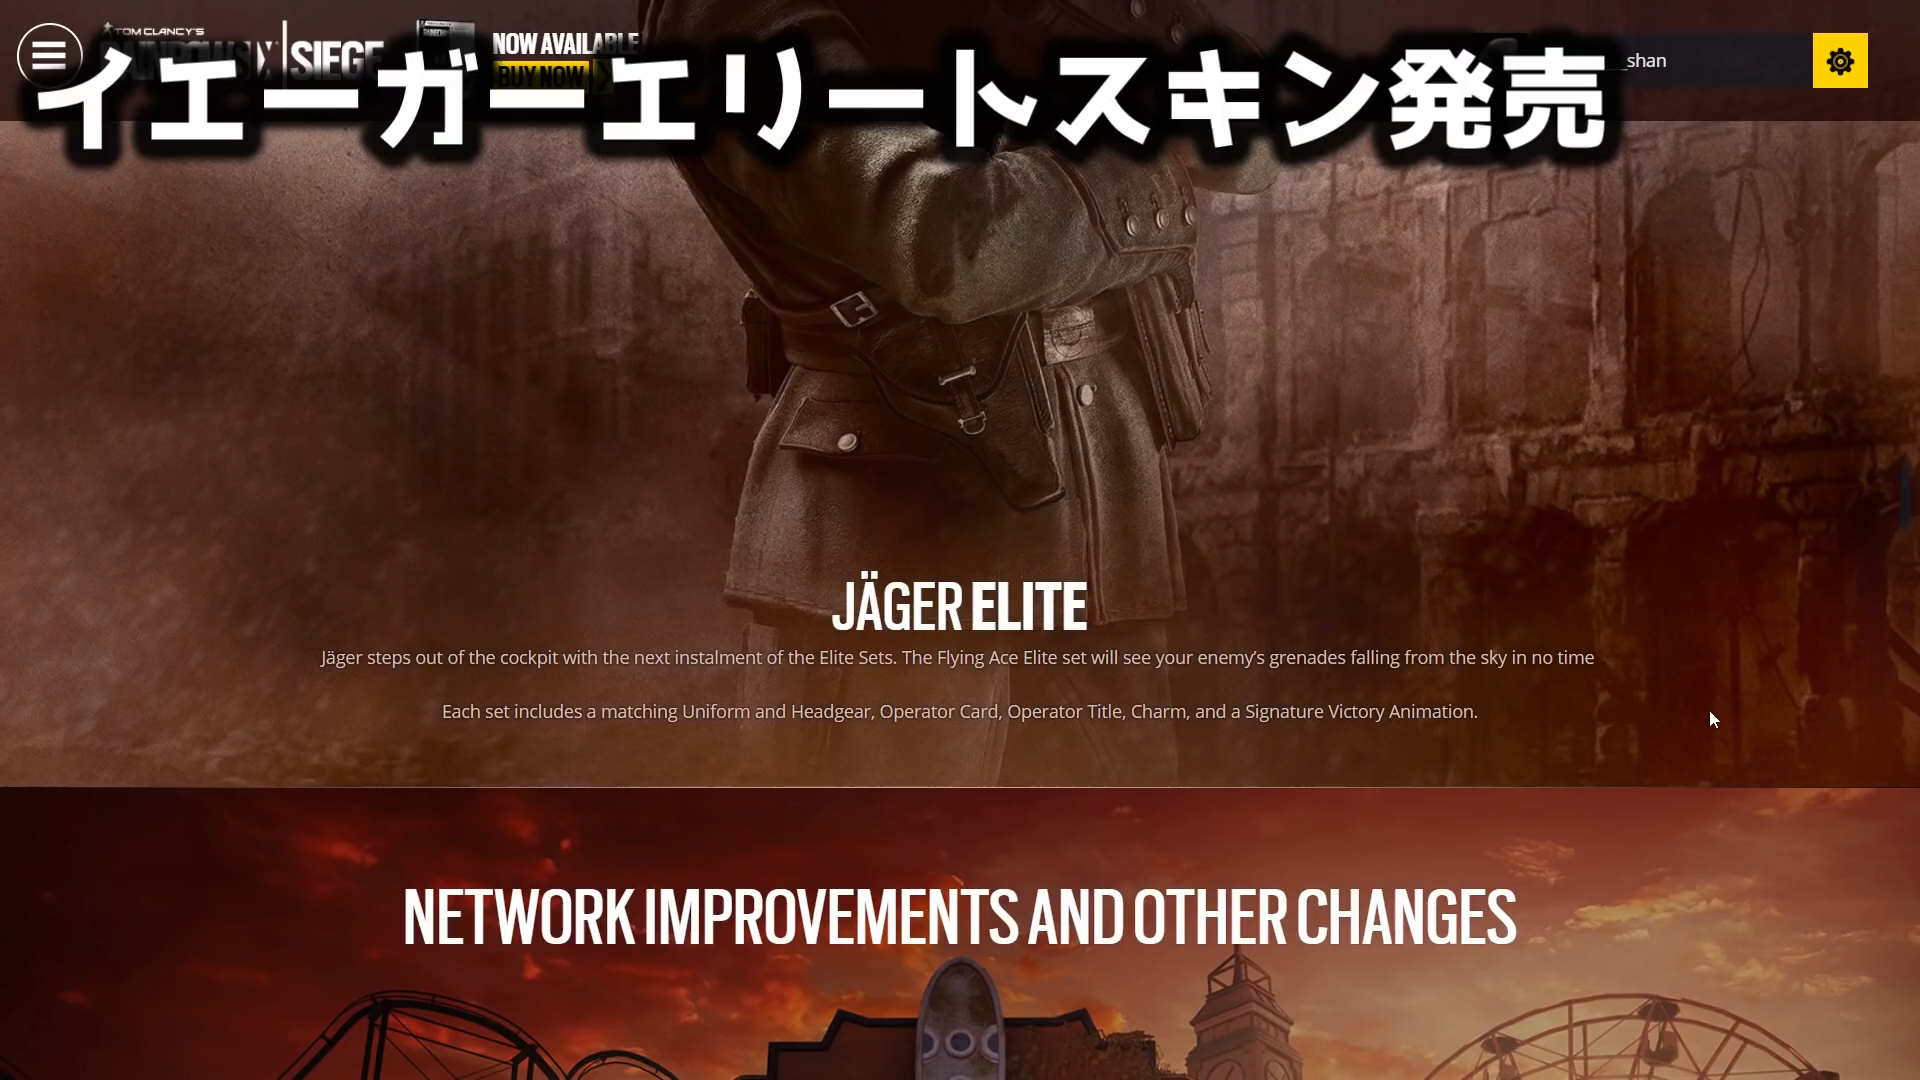 TOM CLANCY'S
SIEGE
NOW AVAILABLE
BUY NOW
_shan
イエーガーエリートスキン発売
JÄGER ELITE
Jäger steps out of the cockpit with the next instalment of the Elite Sets. The Flying Ace Elite set will see your enemy’s grenades falling from the sky in no time
Each set includes a matching Uniform and Headgear, Operator Card, Operator Title, Charm, and a Signature Victory Animation.
NETWORK IMPROVEMENTS AND OTHER CHANGES